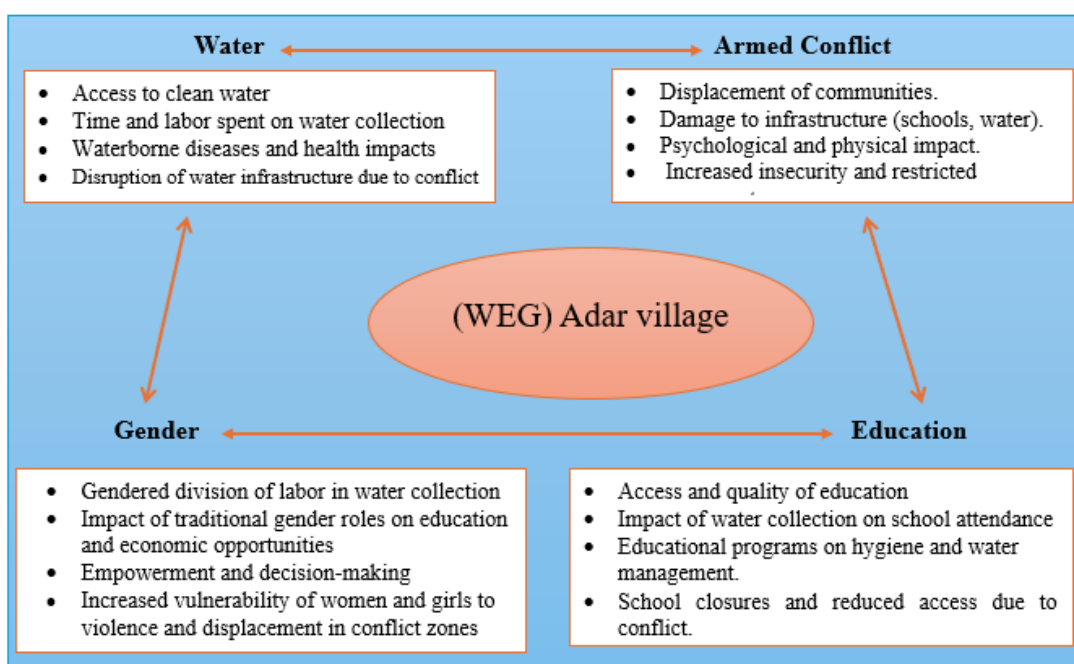 Water
Armed Conflict
• Access to clean water
• Time and labor spent on water collection
• Waterborne diseases and health impacts
• Disruption of water infrastructure due to conflict
• Displacement of communities.
• Damage to infrastructure (schools, water).
• Psychological and physical impact.
• Increased insecurity and restricted
(WEG) Adar village
Gender
Education
• Gendered division of labor in water collection
• Impact of traditional gender roles on education
and economic opportunities
• Empowerment and decision-making
• Increased vulnerability of women and girls to
violence and displacement in conflict zones
• Access and quality of education
• Impact of water collection on school attendance
• Educational programs on hygiene and water
management.
• School closures and reduced access due to
conflict.